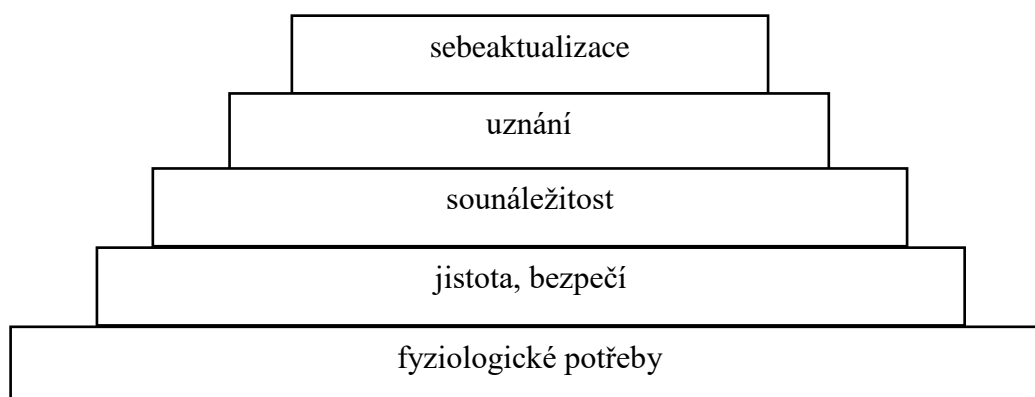 sebeaktualizace
uznání
sounáležitost
jistota, bezpečí
fyziologické potřeby